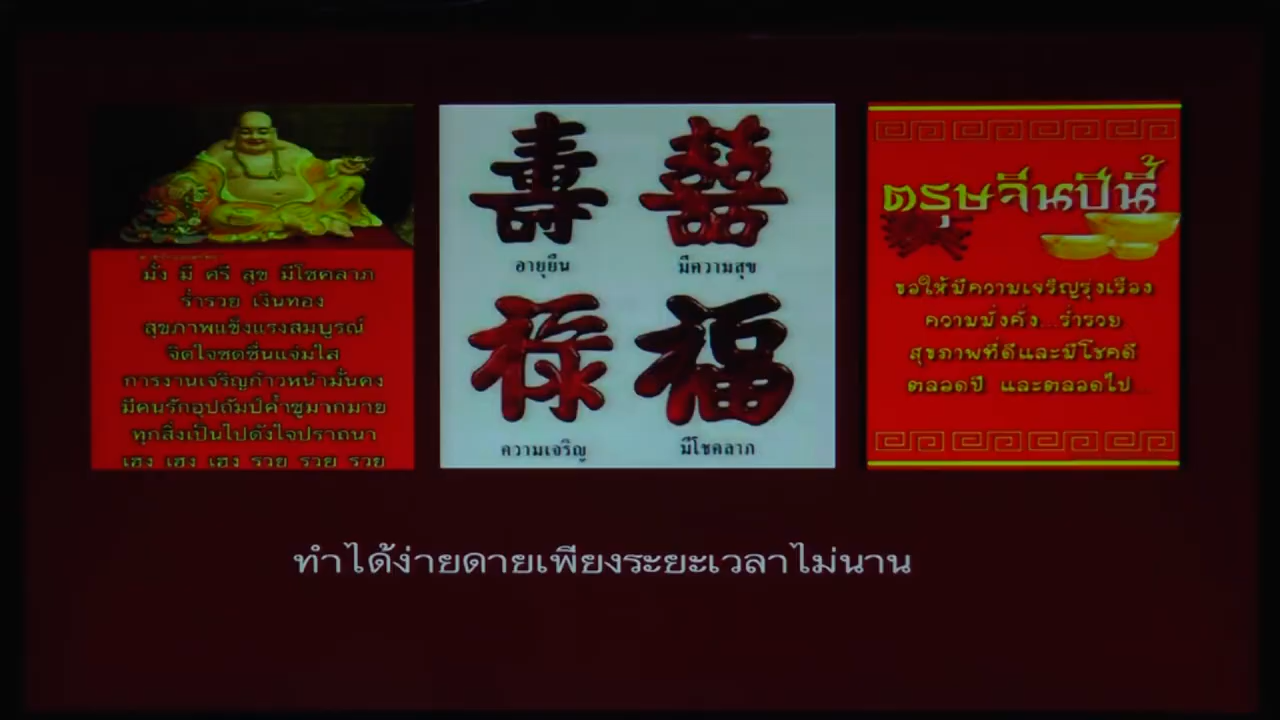 มั่ง มี ศรี สุข มีโชคลาภ
ร่ำรวย เงินทอง
สุขภาพแข็งแรงสมบูรณ์
จิตใจสดชื่นแจ่มใส
การงานเจริญก้าวหน้ามั่นคง
มีคนรักอุปถัมป์ค้ำชูมากมาย
ทุกสิ่งเป็นไปดังใจปราถนา
เฮง เฮง เฮง รวย รวย รวย
壽 囍
อายุยืน มีความสุข
祿 福
ความเจริญ มีโชคลาภ
ตรุษจีนปีนี้
ขอให้มีความเจริญรุ่งเรือง
ความมั่งคั่ง...ร่ำรวย
สุขภาพที่ดีและมีโชคดี
ตลอดปี และตลอดไป...
ทำได้ง่ายดายเพียงระยะเวลาไม่นาน